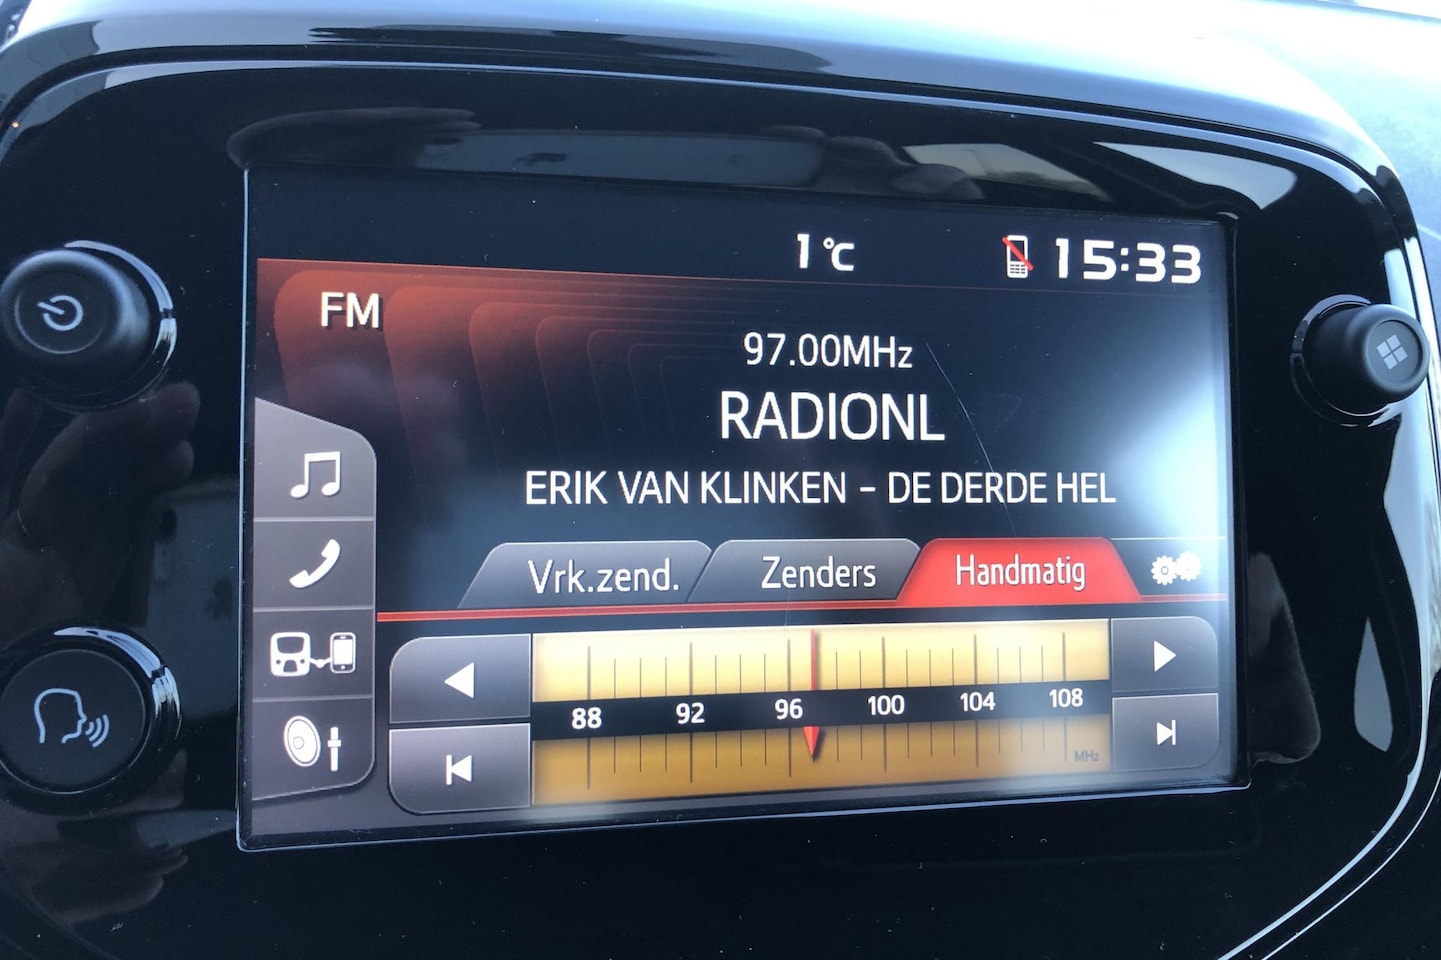 1 °C 15:33
FM
97.00MHz
RADIONL
ERIK VAN KLINKEN - DE DERDE HEL
Vrk.zend. Zenders Handmatig
88 92 96 100 104 108
MHz